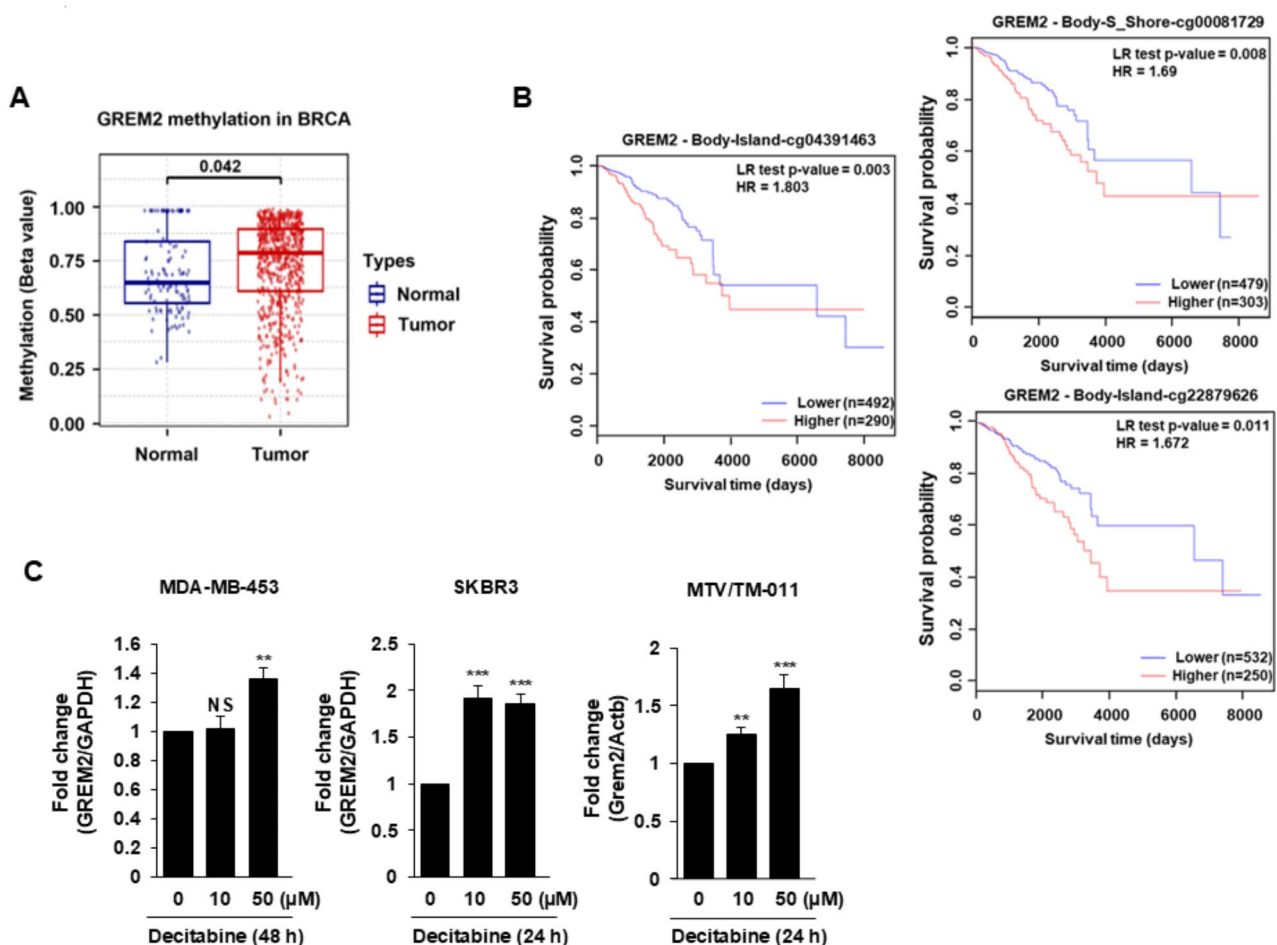 A
GREM2 methylation in BRCA
0.042
Methylation (Beta value)
1.00
0.75
0.50
0.25
0.00
Normal
Tumor
Types
Normal
Tumor
B
GREM2 - Body-Island-cg04391463
LR test p-value = 0.003
HR = 1.803
Survival probability
1.0
0.8
0.6
0.4
0.2
0.0
Lower (n=492)
Higher (n=290)
0 2000 4000 6000 8000
Survival time (days)
GREM2 - Body-S_Shore-cg00081729
LR test p-value = 0.008
HR = 1.69
Survival probability
1.0
0.8
0.6
0.4
0.2
0.0
Lower (n=479)
Higher (n=303)
0 2000 4000 6000 8000
Survival time (days)
GREM2 - Body-Island-cg22879626
LR test p-value = 0.011
HR = 1.672
Survival probability
1.0
0.8
0.6
0.4
0.2
0.0
Lower (n=532)
Higher (n=250)
0 2000 4000 6000 8000
Survival time (days)
C
MDA-MB-453
Fold change
(GREM2/GAPDH)
1.6
1.4
1.2
1
0.8
0.6
0.4
0.2
0
NS
**
0 10 50 (µM)
Decitabine (48 h)
SKBR3
Fold change
(GREM2/GAPDH)
2.5
2
1.5
1
0.5
0
***
***
0 10 50 (µM)
Decitabine (24 h)
MTV/TM-011
Fold change
(Grem2/Actb)
2
1.5
1
0.5
0
**
***
0 10 50 (µM)
Decitabine (24 h)